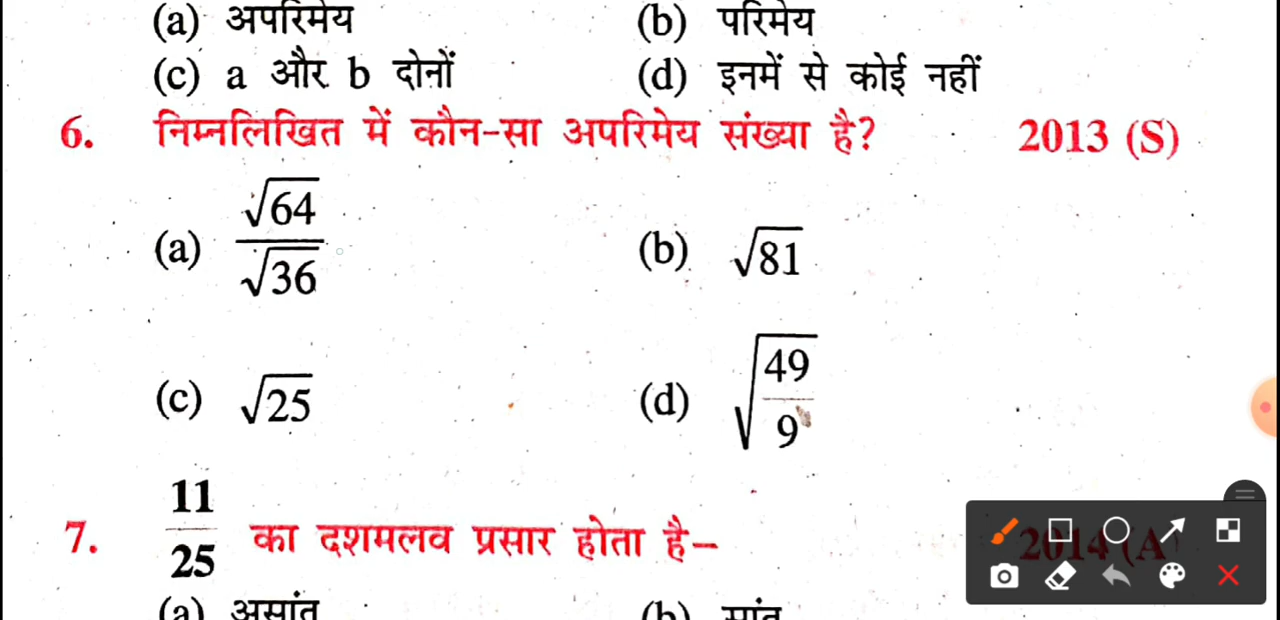 (a) अपरिमेय (b) परिमेय
(c) a और b दोनों (d) इनमें से कोई नहीं
6. निम्नलिखित में कौन-सा अपरिमेय संख्या है? 2013 (S)
(a) √64/√36 (b) √81
(c) √25 (d) √(49/9)
7. 11/25 का दशमलव प्रसार होता है– 2014 (A)
(a) असांत (b) सांत